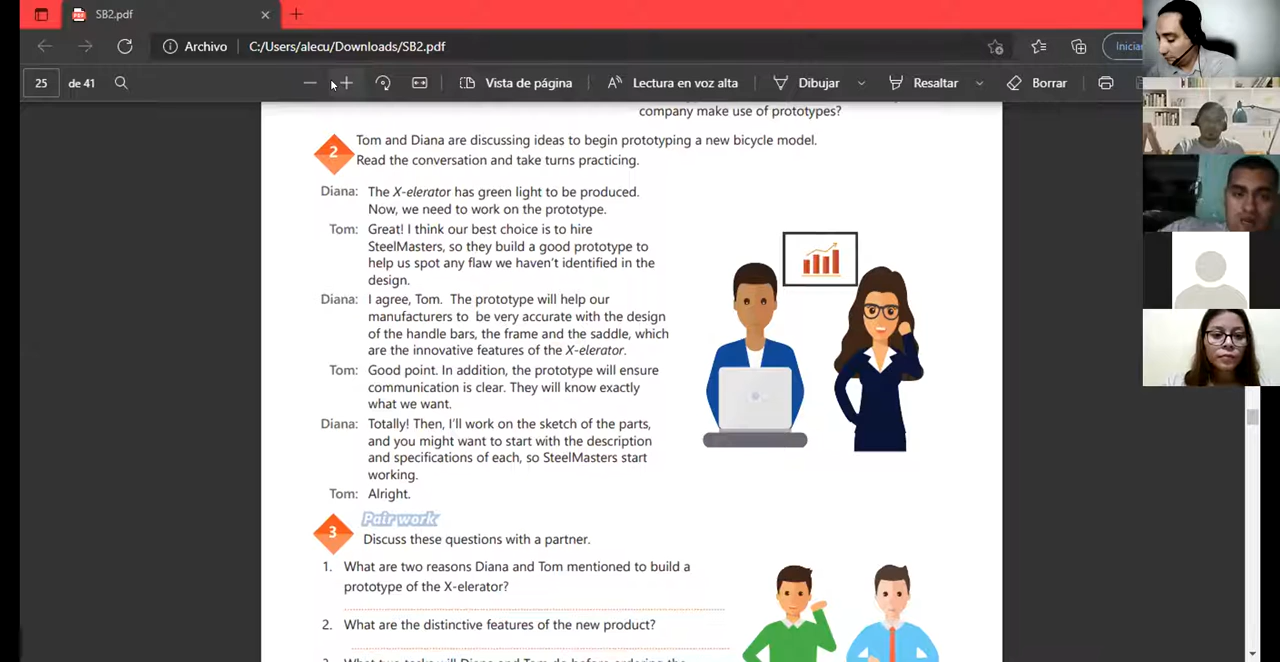 SB2.pdf
Archivo C:/Users/alecu/Downloads/SB2.pdf
Iniciar
25 de 41 Vista de página Lectura en voz alta Dibujar Resaltar Borrar
company make use of prototypes?
2 Tom and Diana are discussing ideas to begin prototyping a new bicycle model.
Read the conversation and take turns practicing.
Diana: The X-elerator has green light to be produced.
Now, we need to work on the prototype.
Tom: Great! I think our best choice is to hire
SteelMasters, so they build a good prototype to
help us spot any flaw we haven't identified in the
design.
Diana: I agree, Tom. The prototype will help our
manufacturers to be very accurate with the design
of the handle bars, the frame and the saddle, which
are the innovative features of the X-elerator.
Tom: Good point. In addition, the prototype will ensure
communication is clear. They will know exactly
what we want.
Diana: Totally! Then, I'll work on the sketch of the parts,
and you might want to start with the description
and specifications of each, so SteelMasters start
working.
Tom: Alright.
Pair work
3 Discuss these questions with a partner.
1. What are two reasons Diana and Tom mentioned to build a
prototype of the X-elerator?
2. What are the distinctive features of the new product?